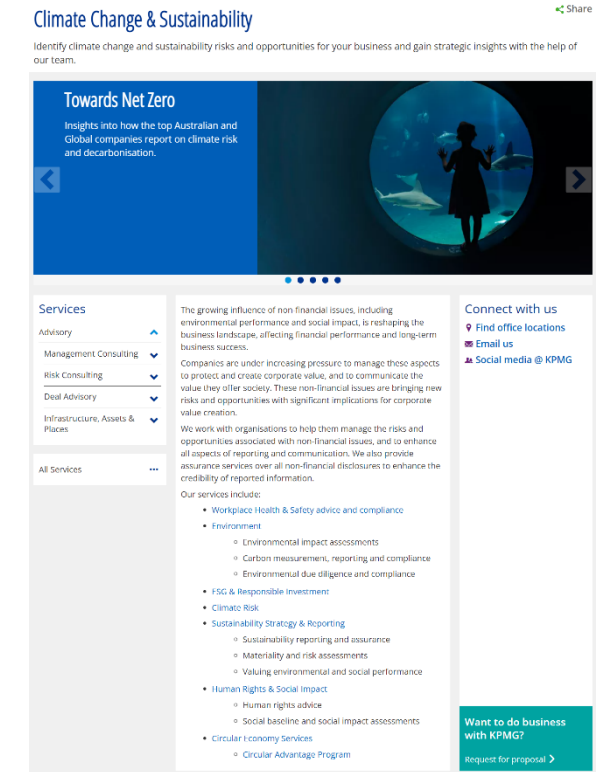 Climate Change & Sustainability
Share
Identify climate change and sustainability risks and opportunities for your business and gain strategic insights with the help of
our team.
Towards Net Zero
Insights into how the top Australian and
Global companies report on climate risk
and decarbonisation.
Services
Advisory
Management Consulting
Risk Consulting
Deal Advisory
Infrastructure, Assets &
Places
All Services
The growing influence of non-financial issues, including
environmental performance and social impact, is reshaping the
business landscape, affecting financial performance and long-term
business success.
Companies are under increasing pressure to manage these aspects
to protect and create corporate value, and to communicate the
value they offer society. These non-financial issues are bringing new
risks and opportunities with significant implications for corporate
value creation.
We work with organisations to help them manage the risks and
opportunities associated with non-financial issues, and to enhance
all aspects of reporting and communication. We also provide
assurance services over all non-financial disclosures to enhance the
credibility of reported information.
Our services include:
Workplace Health & Safety advice and compliance
Environment
Environmental impact assessments
Carbon measurement, reporting and compliance
Environmental due diligence and compliance
ESG & Responsible Investment
Climate Risk
Sustainability Strategy & Reporting
Sustainability reporting and assurance
Materiality and risk assessments
Valuing environmental and social performance
Human Rights & Social Impact
Human rights advice
Social baseline and social impact assessments
Circular Economy Services
Circular Advantage Program
Connect with us
Find office locations
Email us
Social media @ KPMG
Want to do business
with KPMG?
Request for proposal